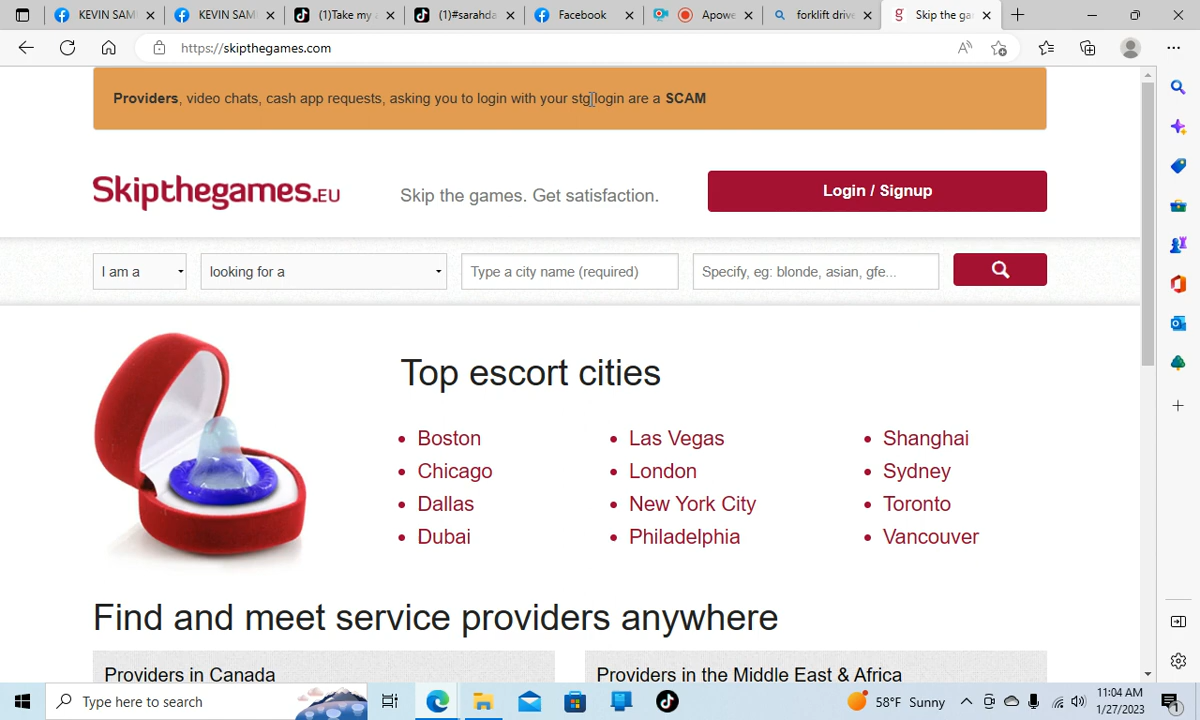 KEVIN SAM
KEVIN SAM
(1)Take my a
(1)#sarahda
Facebook
Apowe
forklift drive
Skip the ga
https://skipthegames.com
Providers, video chats, cash app requests, asking you to login with your stg login are a SCAM
Skipthegames.EU
Skip the games. Get satisfaction.
Login / Signup
I am a
looking for a
Type a city name (required)
Specify, eg: blonde, asian, gfe...
Top escort cities
Boston
Chicago
Dallas
Dubai
Las Vegas
London
New York City
Philadelphia
Shanghai
Sydney
Toronto
Vancouver
Find and meet service providers anywhere
Providers in Canada
Providers in the Middle East & Africa
Type here to search
58°F Sunny
11:04 AM
1/27/2023
1